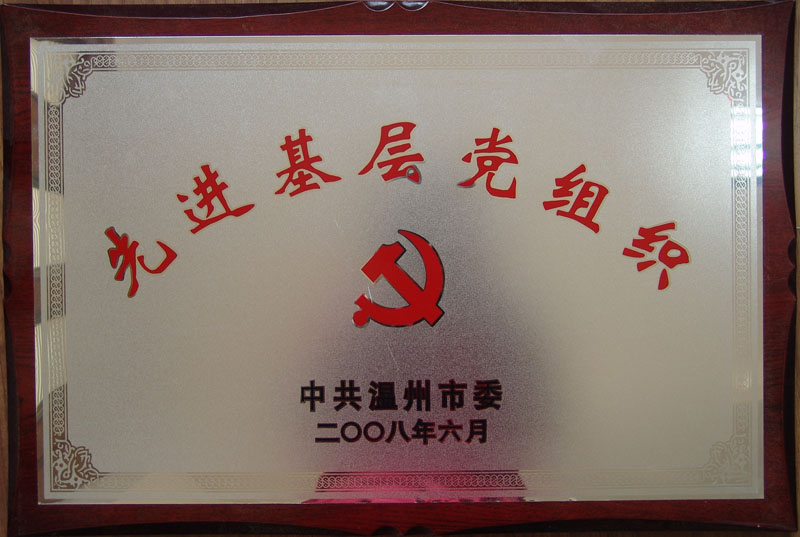 先进基层党组织
中共温州市委
二〇〇八年六月